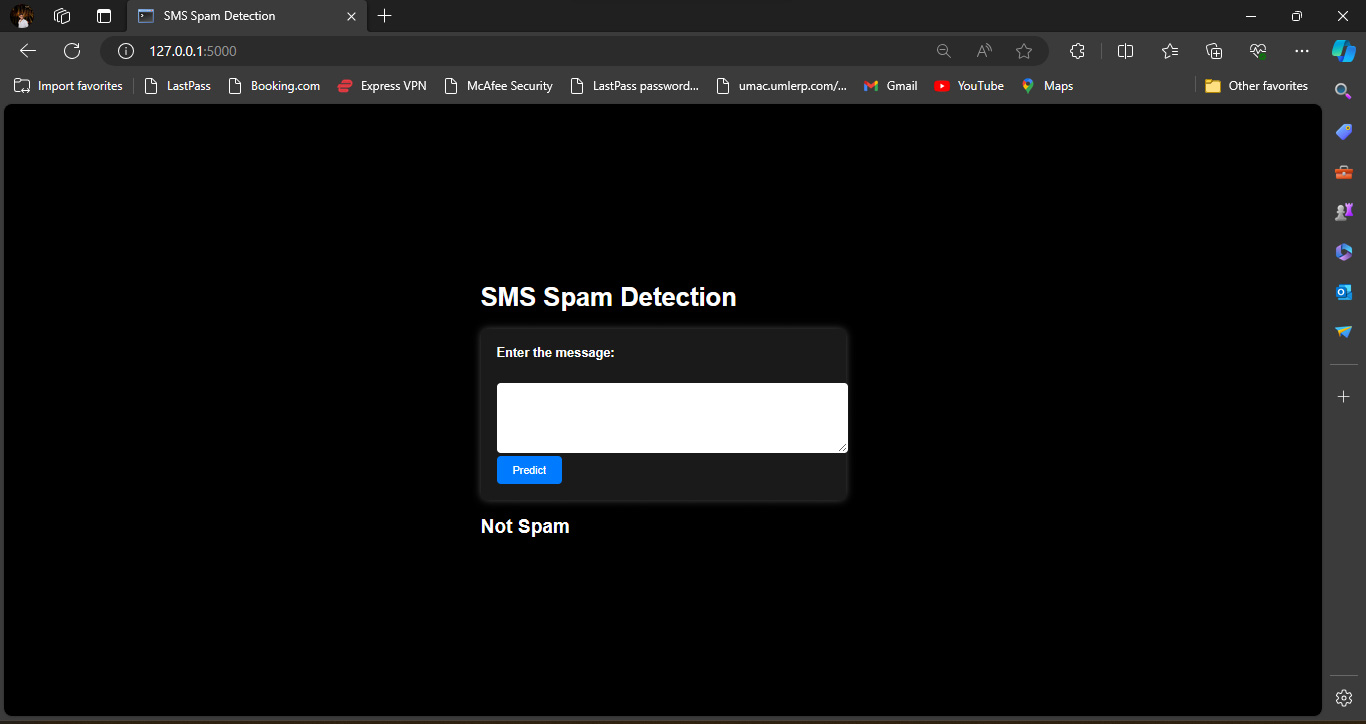 SMS Spam Detection
127.0.0.1:5000
Import favorites LastPass Booking.com Express VPN McAfee Security LastPass password... umac.umlerp.com/... Gmail YouTube Maps Other favorites
SMS Spam Detection
Enter the message:
Predict
Not Spam